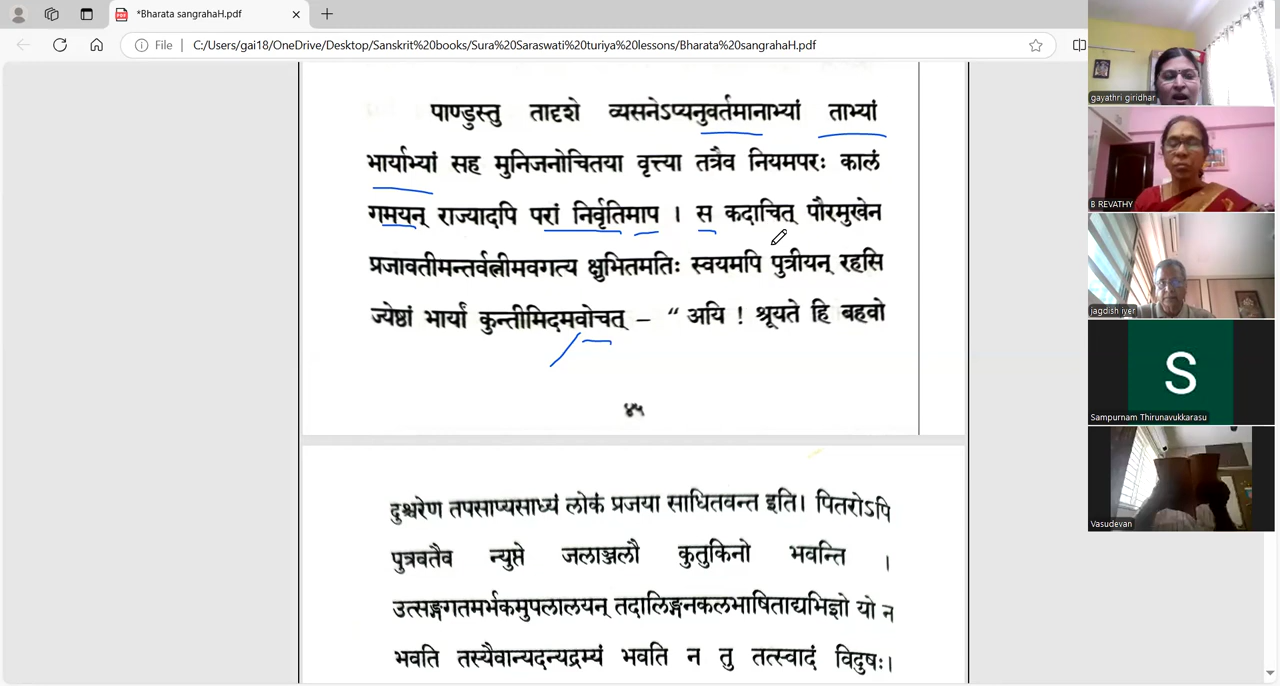 *Bharata sangrahaH.pdf
File
C:/Users/gai18/OneDrive/Desktop/Sanskrit%20books/Sura%20Saraswati%20turiya%20lessons/Bharata%20sangrahaH.pdf
पाण्डुस्तु तादृशे व्यसनेऽप्यनुवर्तमानाभ्यां ताभ्यां
भार्याभ्यां सह मुनिजनोचितया वृत्त्या तत्रैव नियमपरः कालं
गमयन् राज्यादपि परां निर्वृतिमाप । स कदाचित् पौरमुखेन
प्रजावतीमन्तर्वत्नीमवगत्य क्षुभितमतिः स्वयमपि पुत्रीयन् रहसि
ज्येष्ठां भार्यां कुन्तीमिदमवोचत् – “ अयि ! श्रूयते हि बहवो
४५
दुश्चरेण तपसाप्यसाध्यं लोकं प्रजया साधितवन्त इति। पितरोऽपि
पुत्रवतैव न्युप्ते जलाञ्जलौ कुतुकिनो भवन्ति ।
उत्सङ्गगतमर्भकमुपलालयन् तदालिङ्गनकलभाषिताद्यभिज्ञो यो न
भवति तस्यैवान्यदन्यद्रम्यं भवति न तु तत्स्वादं विदुषः।
gayathri giridhar
B REVATHY
jagdish iyer
S
Sampurnam Thirunavukkarasu
Vasudevan